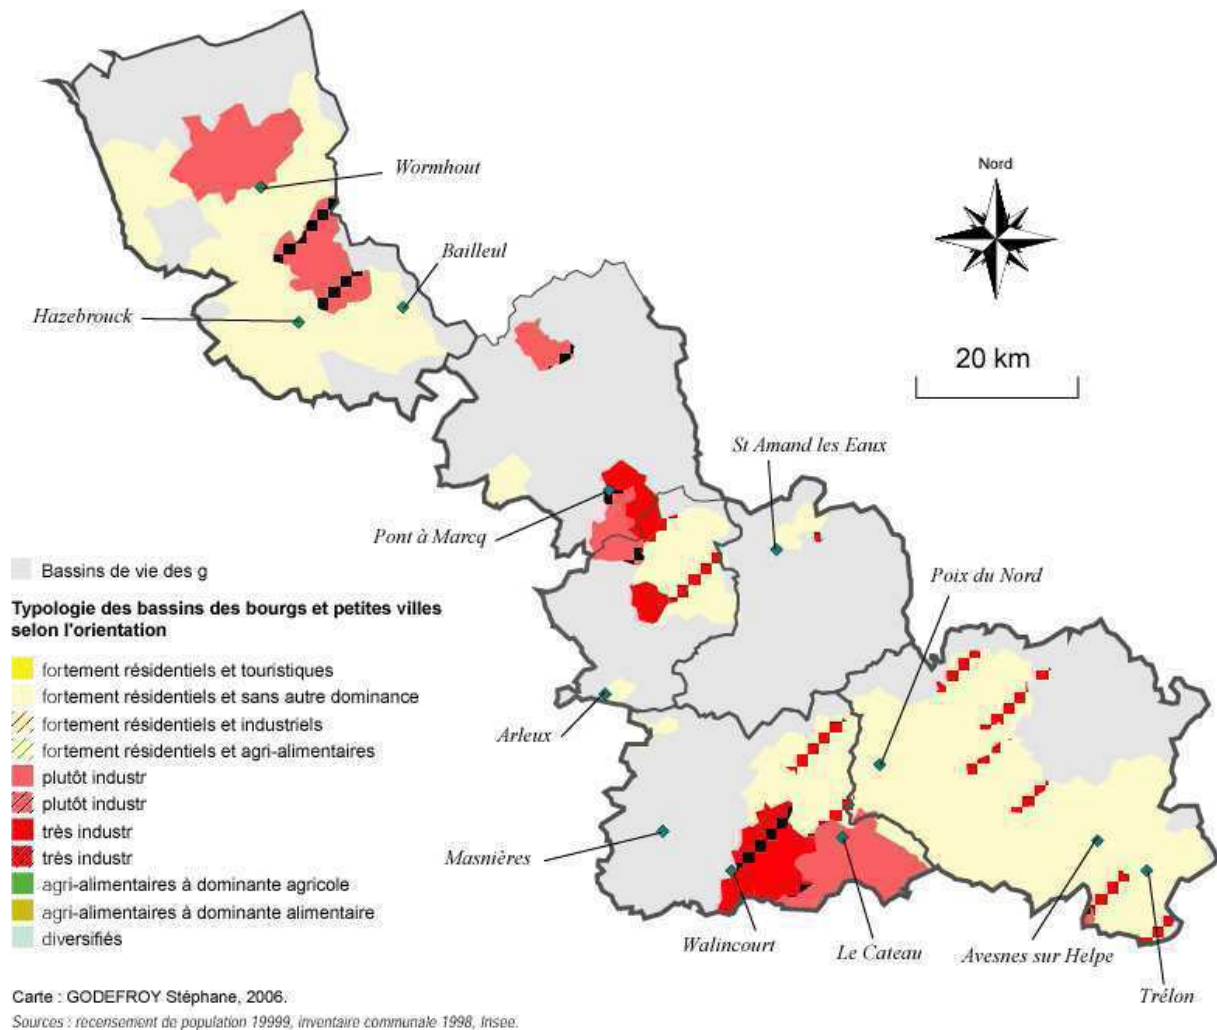 Wormhout
Nord
Bailleul
Hazebrouck
20 km
St Amand les Eaux
Pont à Marcq
Poix du Nord
Bassins de vie des g
Typologie des bassins des bourgs et petites villes
selon l'orientation
fortement résidentiels et touristiques
fortement résidentiels et sans autre dominance
fortement résidentiels et industriels
fortement résidentiels et agri-alimentaires
plutôt industr
plutôt industr
très industr
très industr
agri-alimentaires à dominante agricole
agri-alimentaires à dominante alimentaire
diversifiés
Arleux
Masnières
Walincourt
Le Cateau
Avesnes sur Helpe
Trélon
Carte : GODEFROY Stéphane, 2006.
Sources : recensement de population 19999, inventaire communale 1998, Insee.